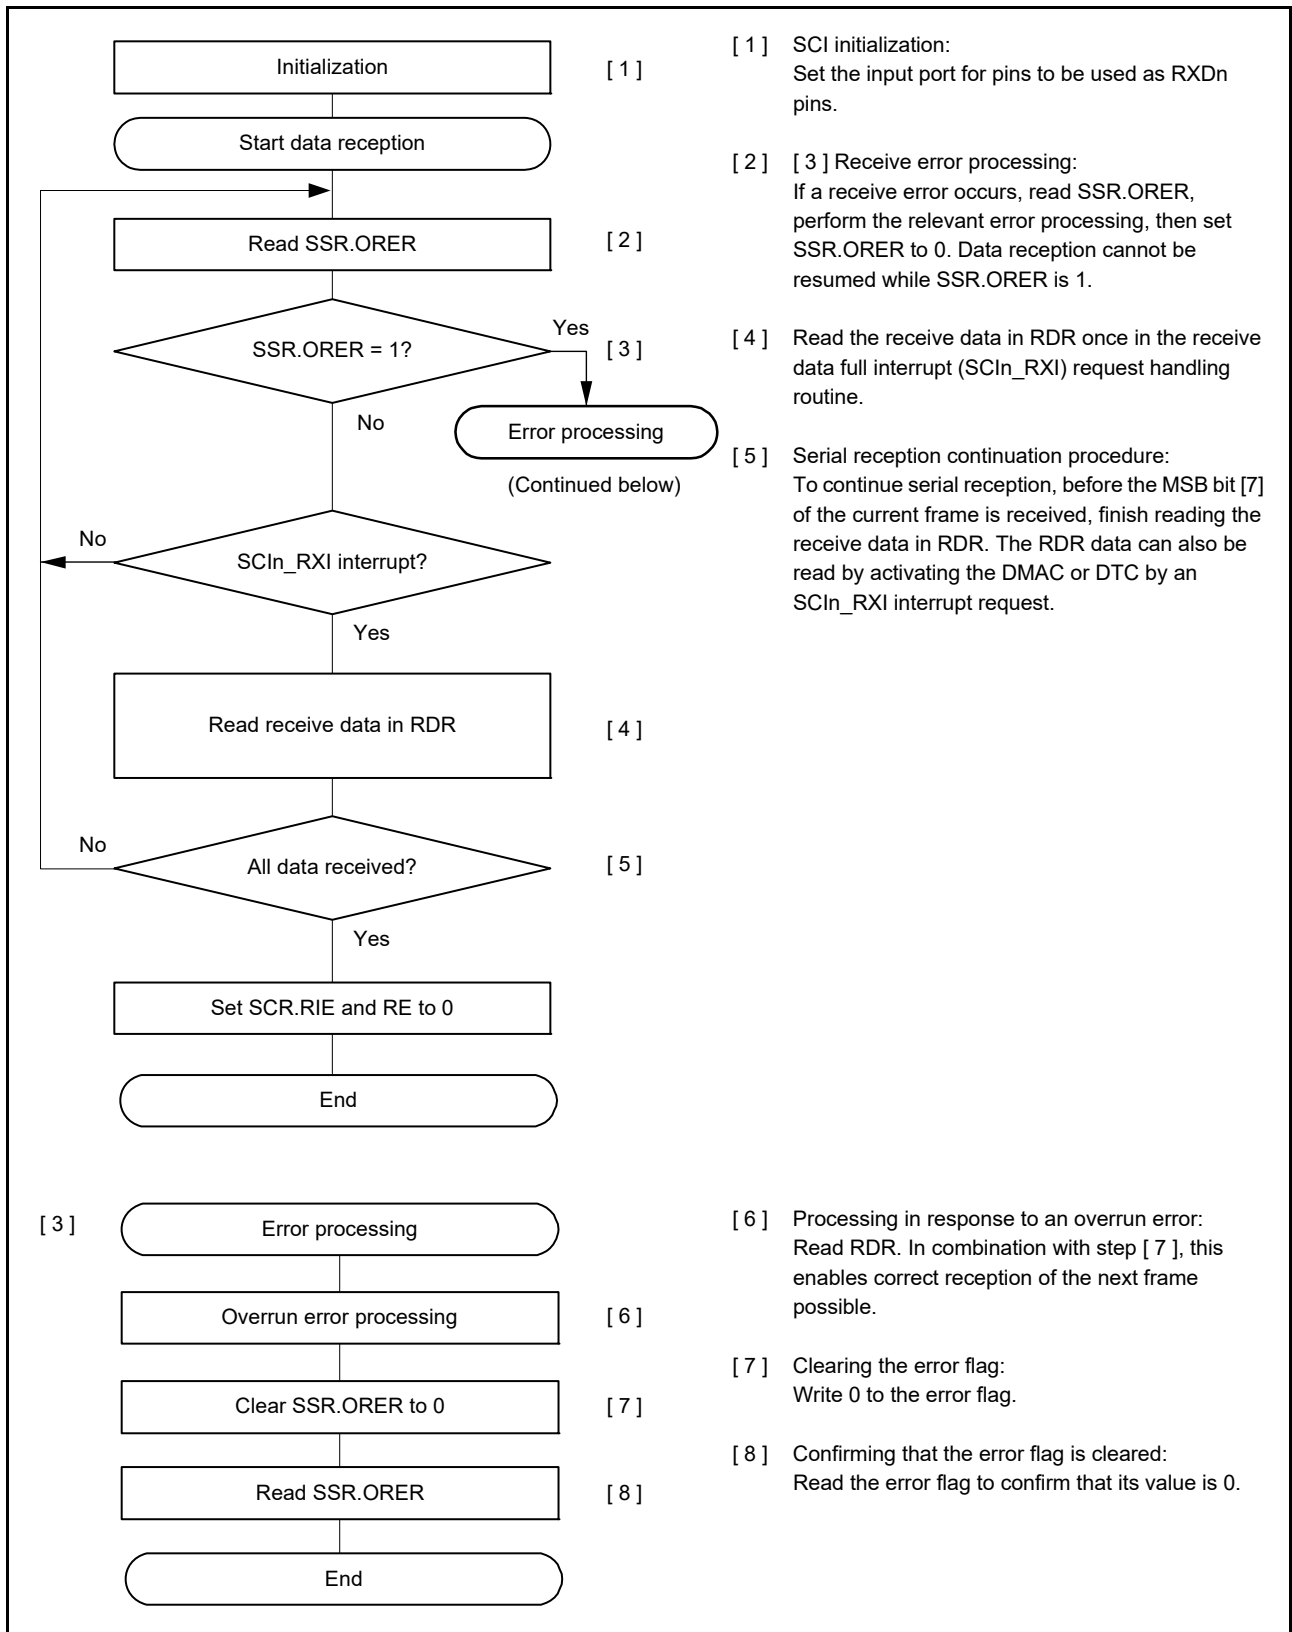 Initialization
[ 1 ]
Start data reception
Read SSR.ORER
[ 2 ]
SSR.ORER = 1?
Yes
[ 3 ]
No
Error processing
(Continued below)
No
SCIn_RXI interrupt?
Yes
Read receive data in RDR
[ 4 ]
No
All data received?
[ 5 ]
Yes
Set SCR.RIE and RE to 0
End
[ 1 ] SCI initialization:
Set the input port for pins to be used as RXDn
pins.
[ 2 ] [ 3 ] Receive error processing:
If a receive error occurs, read SSR.ORER,
perform the relevant error processing, then set
SSR.ORER to 0. Data reception cannot be
resumed while SSR.ORER is 1.
[ 4 ] Read the receive data in RDR once in the receive
data full interrupt (SCIn_RXI) request handling
routine.
[ 5 ] Serial reception continuation procedure:
To continue serial reception, before the MSB bit [7]
of the current frame is received, finish reading the
receive data in RDR. The RDR data can also be
read by activating the DMAC or DTC by an
SCIn_RXI interrupt request.
[ 3 ]
Error processing
Overrun error processing
[ 6 ]
Clear SSR.ORER to 0
[ 7 ]
Read SSR.ORER
[ 8 ]
End
[ 6 ] Processing in response to an overrun error:
Read RDR. In combination with step [ 7 ], this
enables correct reception of the next frame
possible.
[ 7 ] Clearing the error flag:
Write 0 to the error flag.
[ 8 ] Confirming that the error flag is cleared:
Read the error flag to confirm that its value is 0.